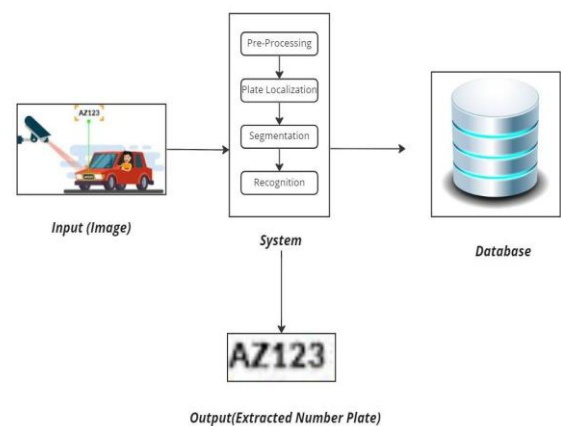 Pre-Processing
Plate Localization
Segmentation
Recognition
AZ123
Input (Image)
System
Database
AZ123
Output(Extracted Number Plate)